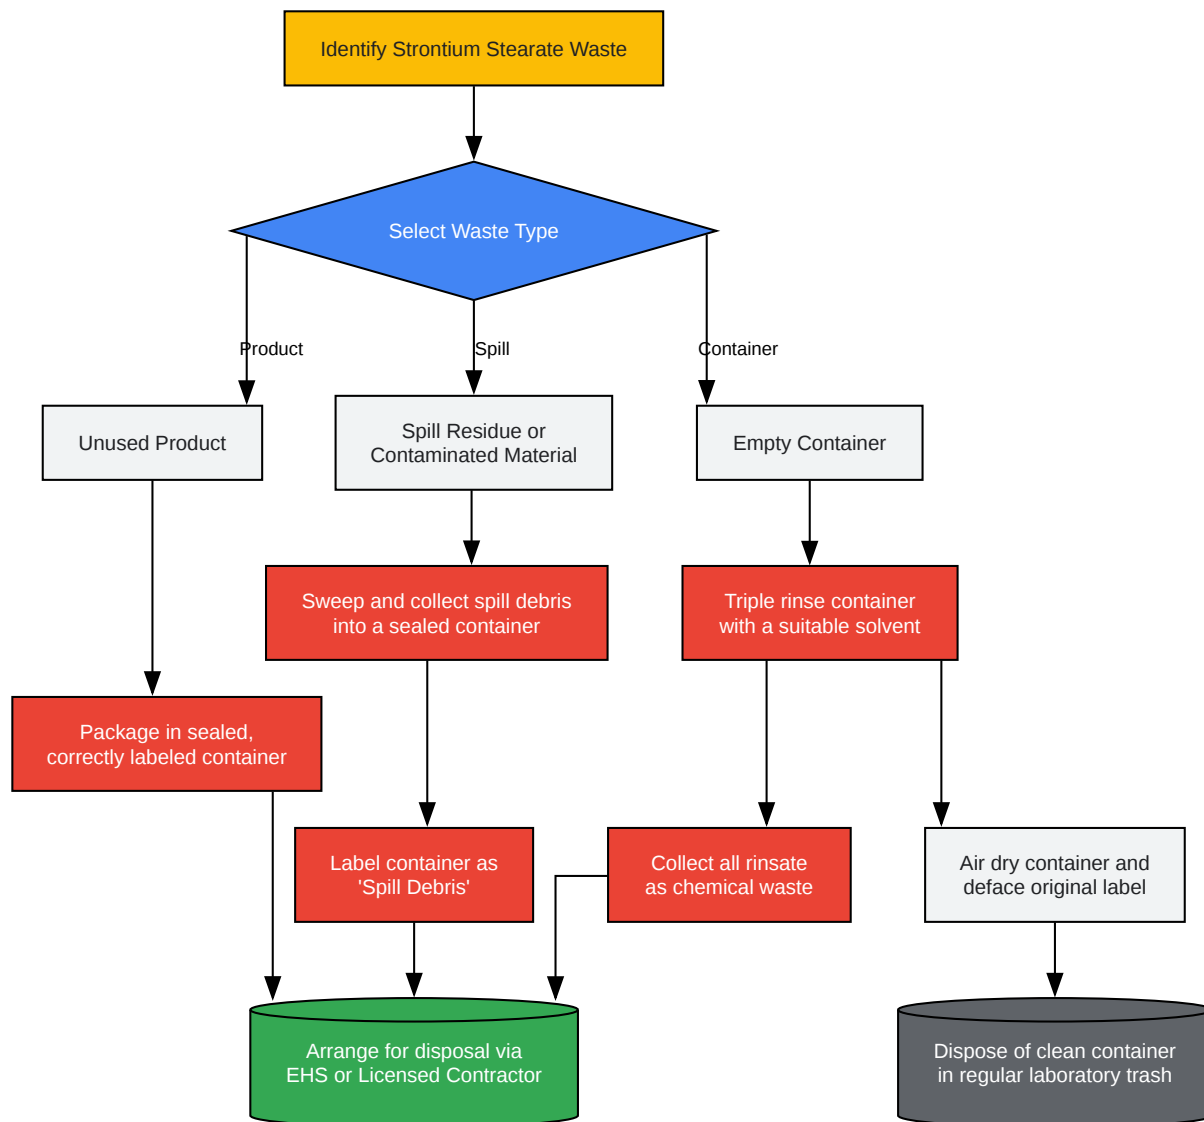 Identify Strontium Stearate Waste
Select Waste Type
Product
Spill
Container
Unused Product
Spill Residue or
Contaminated Material
Empty Container
Sweep and collect spill debris
into a sealed container
Triple rinse container
with a suitable solvent
Package in sealed,
correctly labeled container
Label container as
'Spill Debris'
Collect all rinsate
as chemical waste
Air dry container and
deface original label
Arrange for disposal via
EHS or Licensed Contractor
Dispose of clean container
in regular laboratory trash